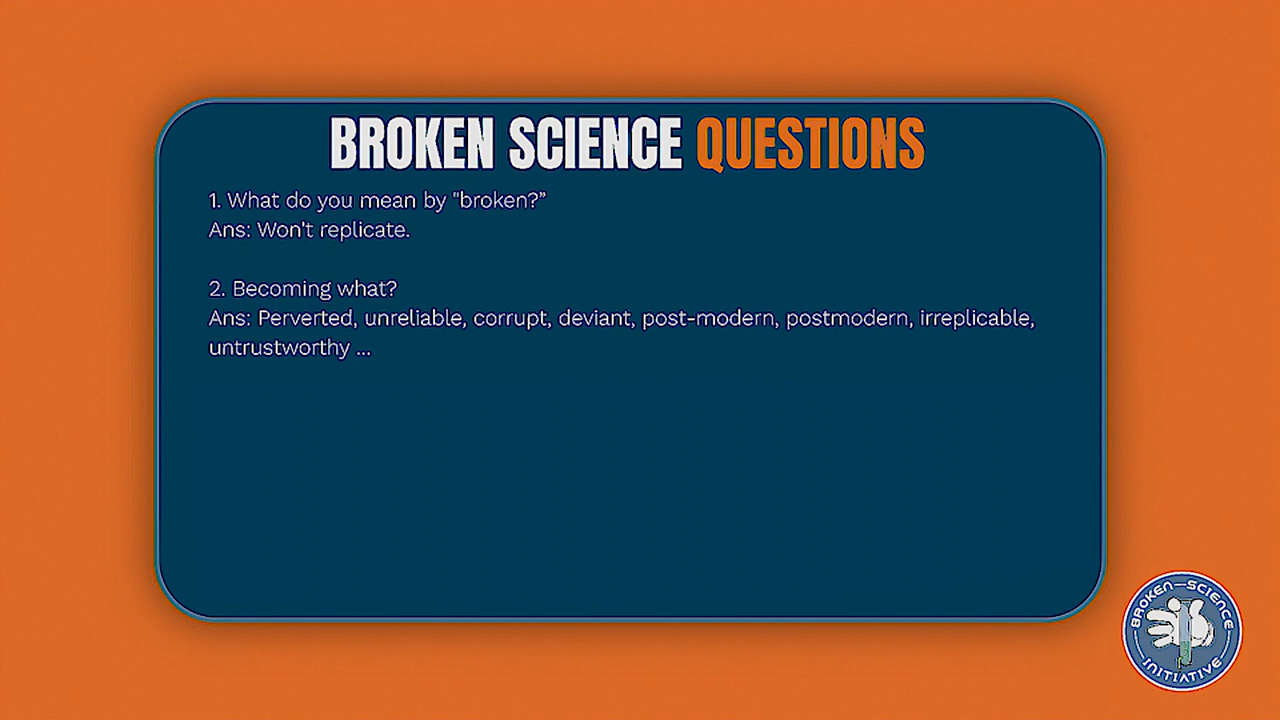 BROKEN SCIENCE QUESTIONS
1. What do you mean by "broken?”
Ans: Won't replicate.
2. Becoming what?
Ans: Perverted, unreliable, corrupt, deviant, post-modern, postmodern, irreplicable,
untrustworthy ...
BROKEN—SCIENCE
INITIATIVE